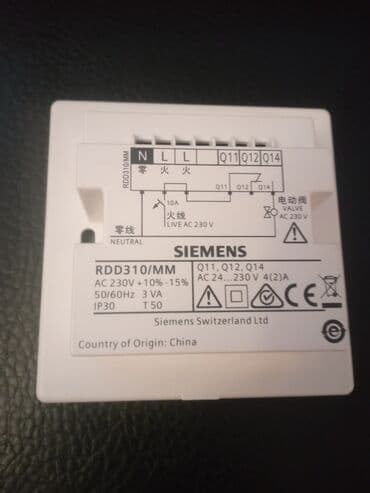 RDD310/MM
N L L Q11 Q12 Q14
零 火 火
Q11 Q12 Q14
10A
火线
LIVE AC 230 V
电动阀
VALVE
AC 230 V
零线
NEUTRAL
SIEMENS
RDD310/MM
AC 230V +10% -15%
50/60Hz 3 VA
IP30 T 50
Q11, Q12, Q14
AC 24...230 V 4(2)A
CE
Siemens Switzerland Ltd
Country of Origin: China